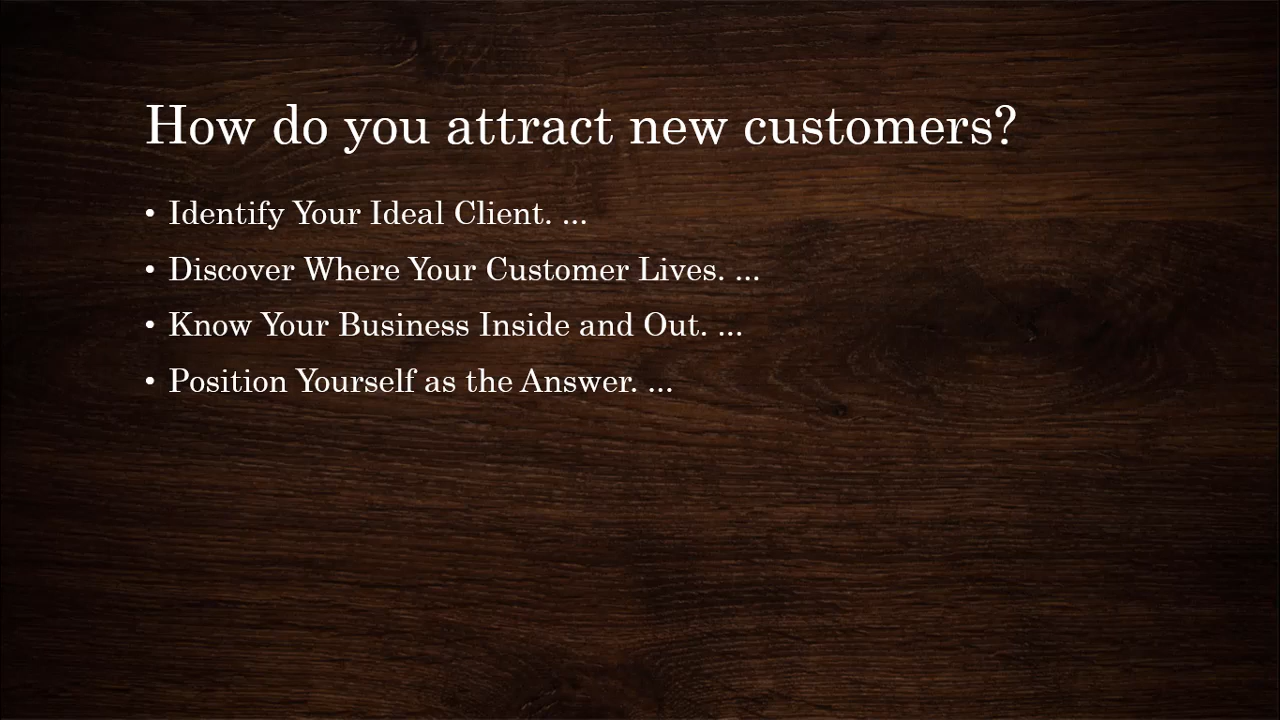 How do you attract new customers?
• Identify Your Ideal Client. ...
• Discover Where Your Customer Lives. ...
• Know Your Business Inside and Out. ...
• Position Yourself as the Answer. ...